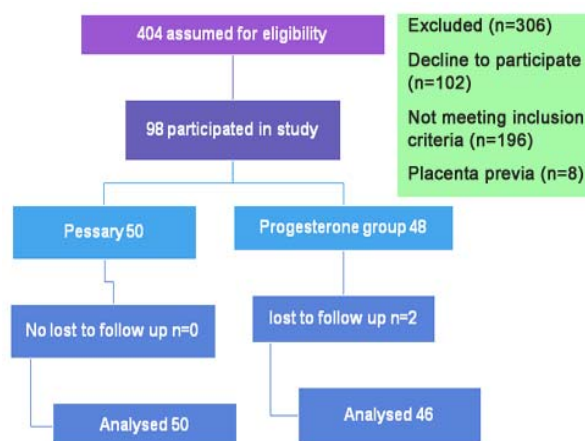 404 assumed for eligibility
Excluded (n=306)
Decline to participate
(n=102)
Not meeting inclusion
criteria (n=196)
Placenta previa (n=8)
98 participated in study
Pessary 50
Progesterone group 48
No lost to follow up n=0
lost to follow up n=2
Analysed 50
Analysed 46